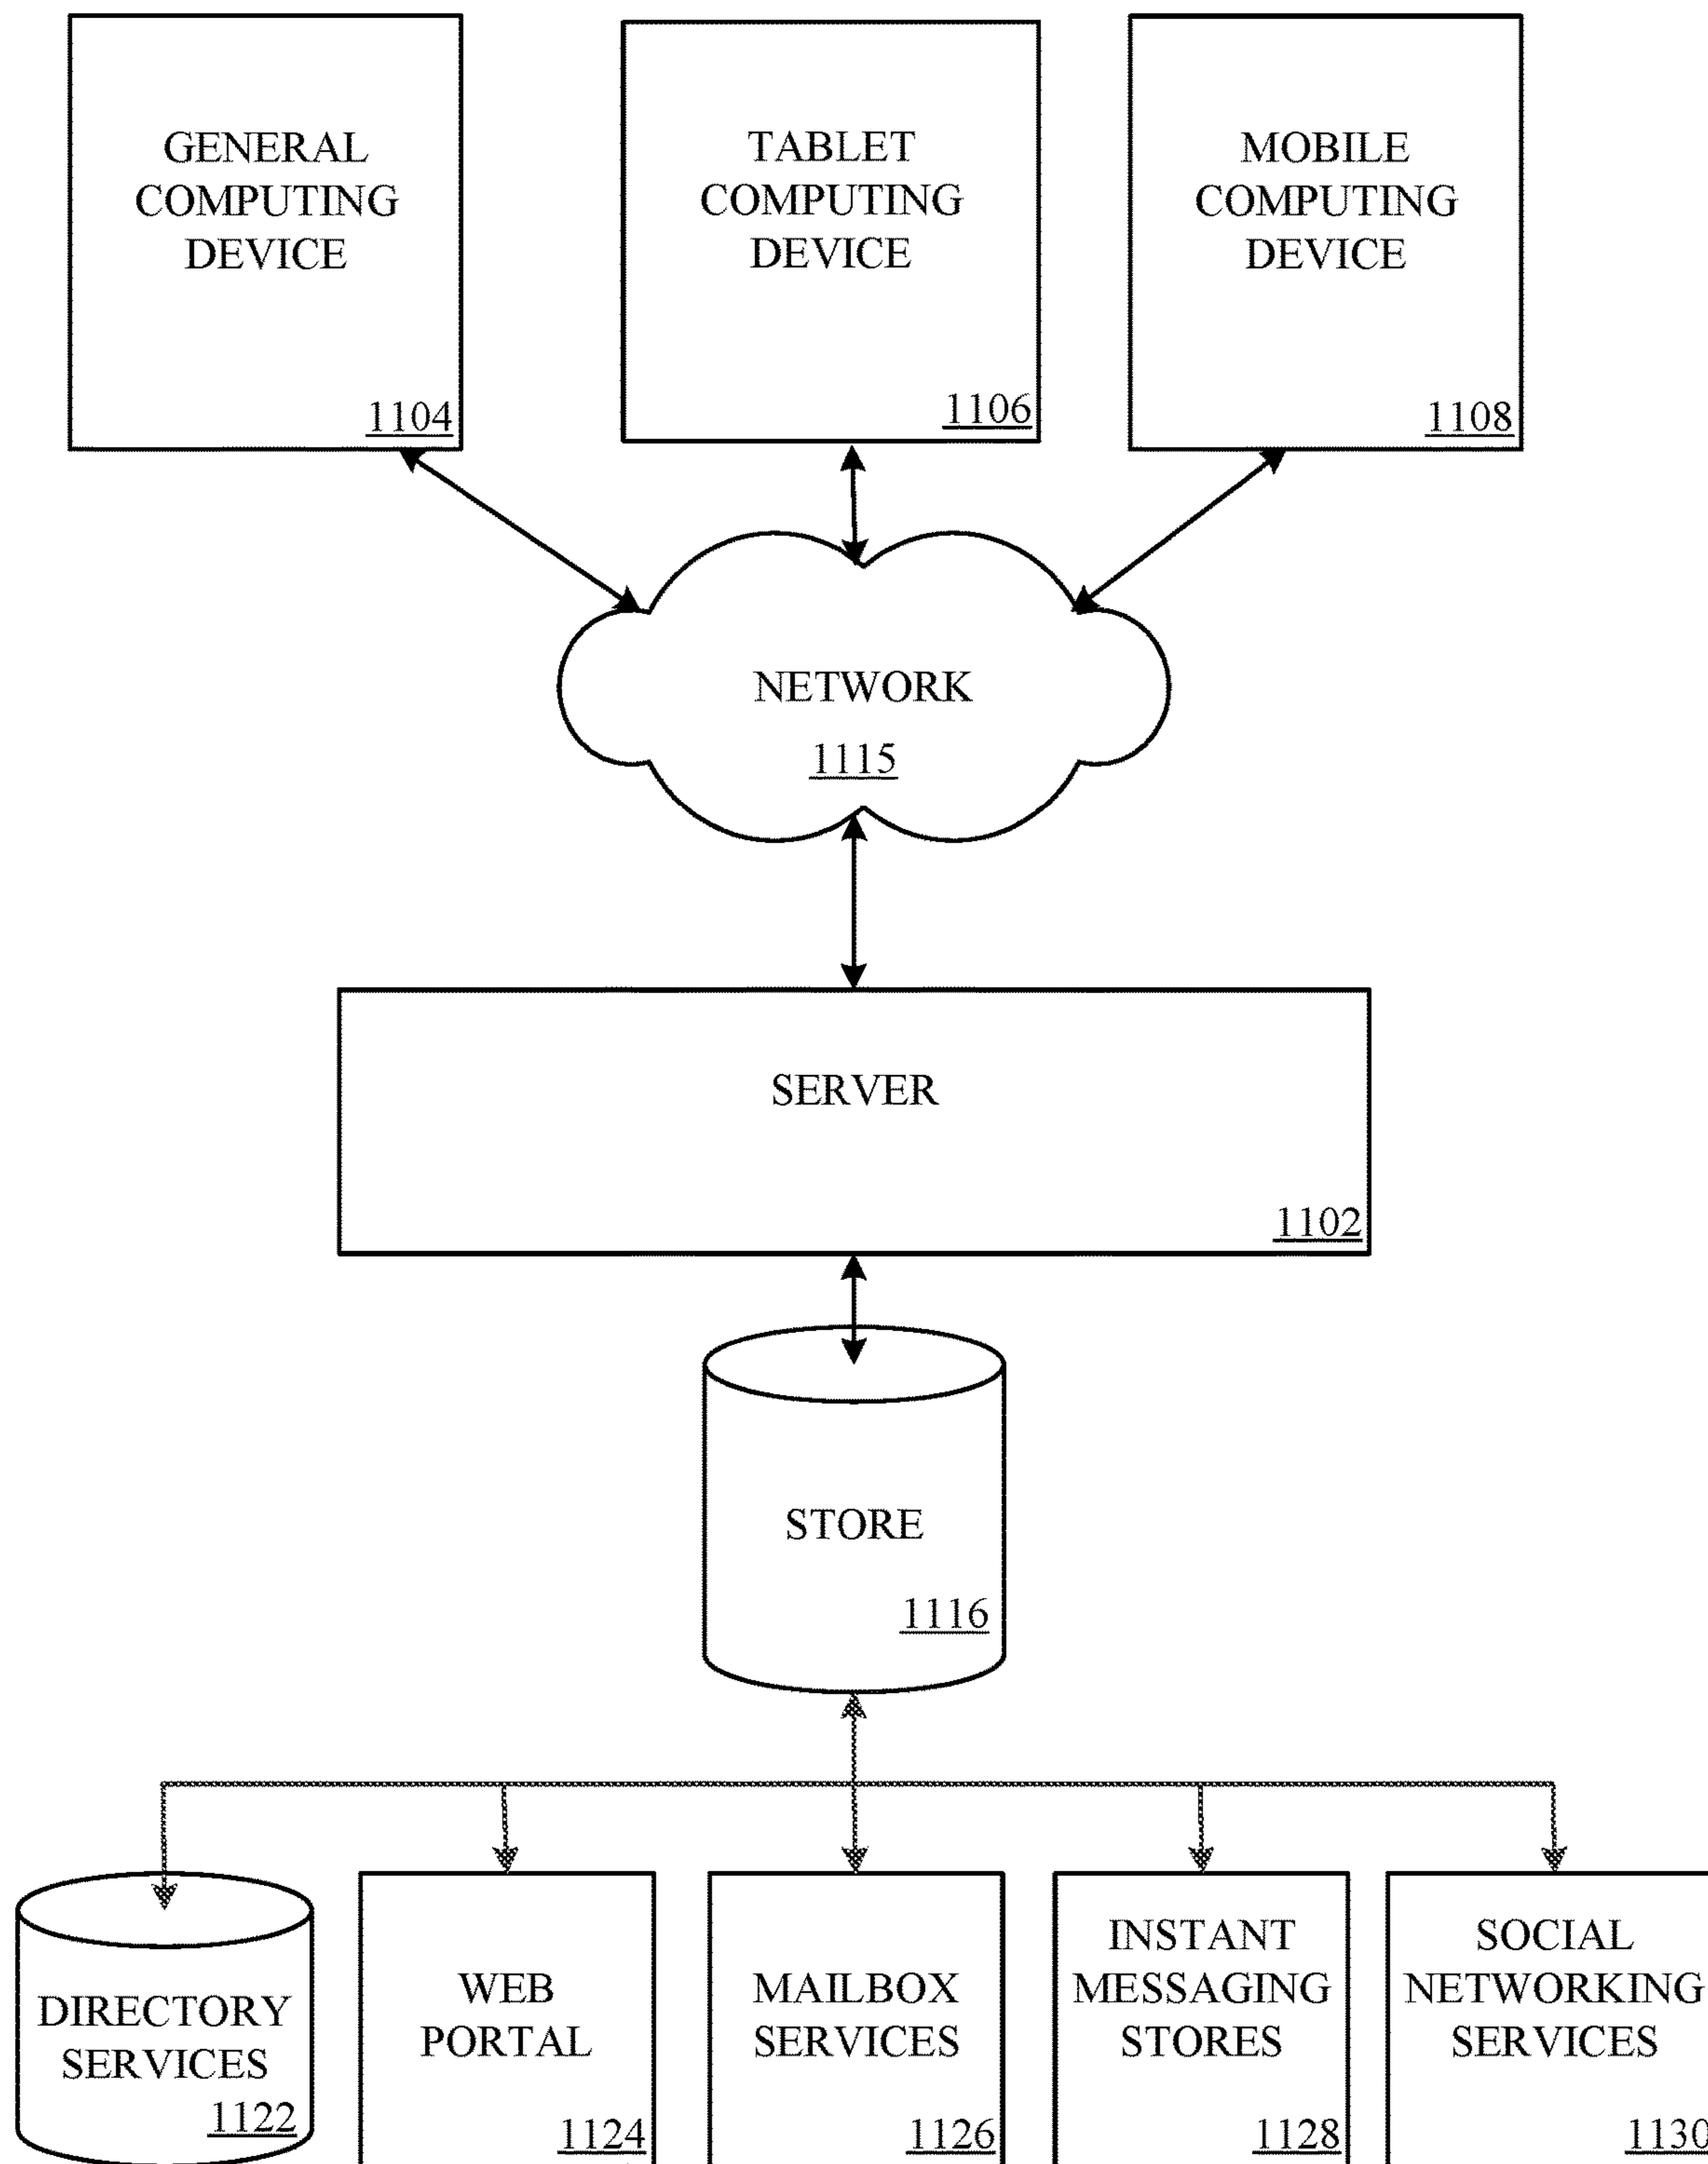 GENERAL
COMPUTING
DEVICE
1104
TABLET
COMPUTING
DEVICE
1106
MOBILE
COMPUTING
DEVICE
1108
NETWORK
1115
SERVER
1102
STORE
1116
DIRECTORY
SERVICES
1122
WEB
PORTAL
1124
MAILBOX
SERVICES
1126
INSTANT
MESSAGING
STORES
1128
SOCIAL
NETWORKING
SERVICES
1130